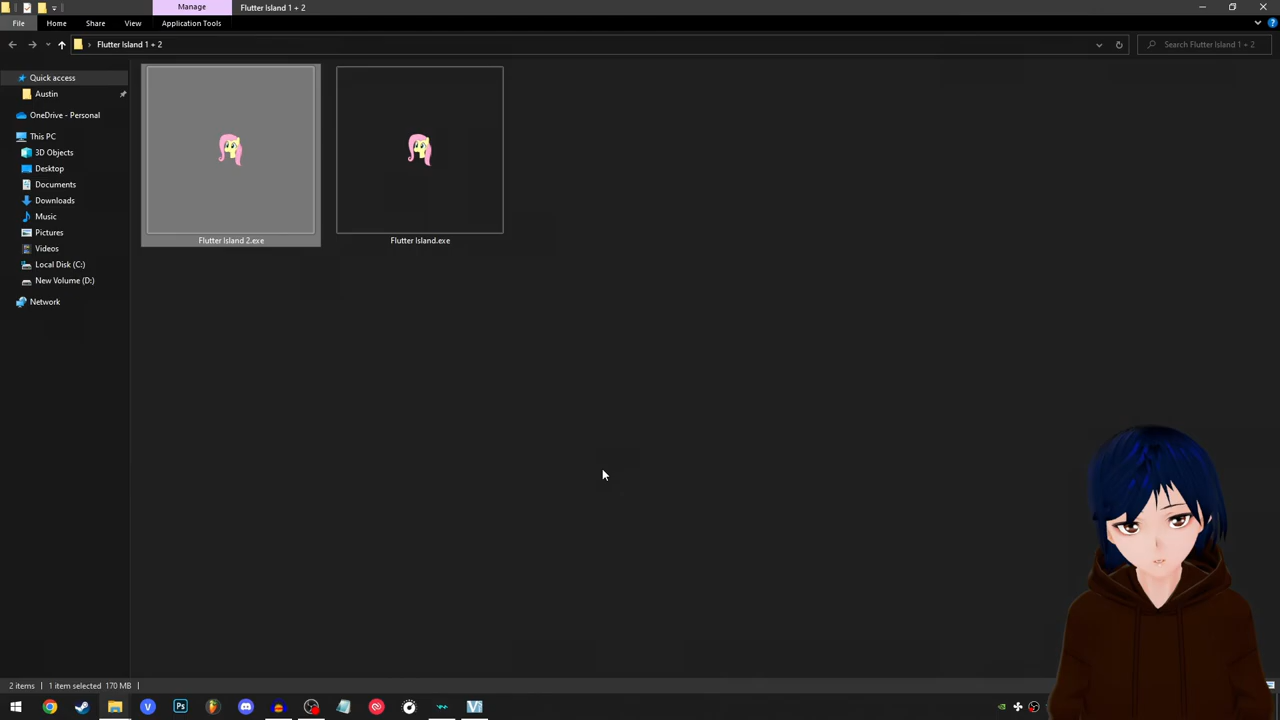 Manage
Flutter Island 1 + 2
File
Home
Share
View
Application Tools
Flutter Island 1 + 2
Search Flutter Island 1 + 2
Quick access
Austin
OneDrive - Personal
This PC
3D Objects
Desktop
Documents
Downloads
Music
Pictures
Videos
Local Disk (C:)
New Volume (D:)
Network
Flutter Island 2.exe
Flutter Island.exe
2 items
1 item selected 170 MB